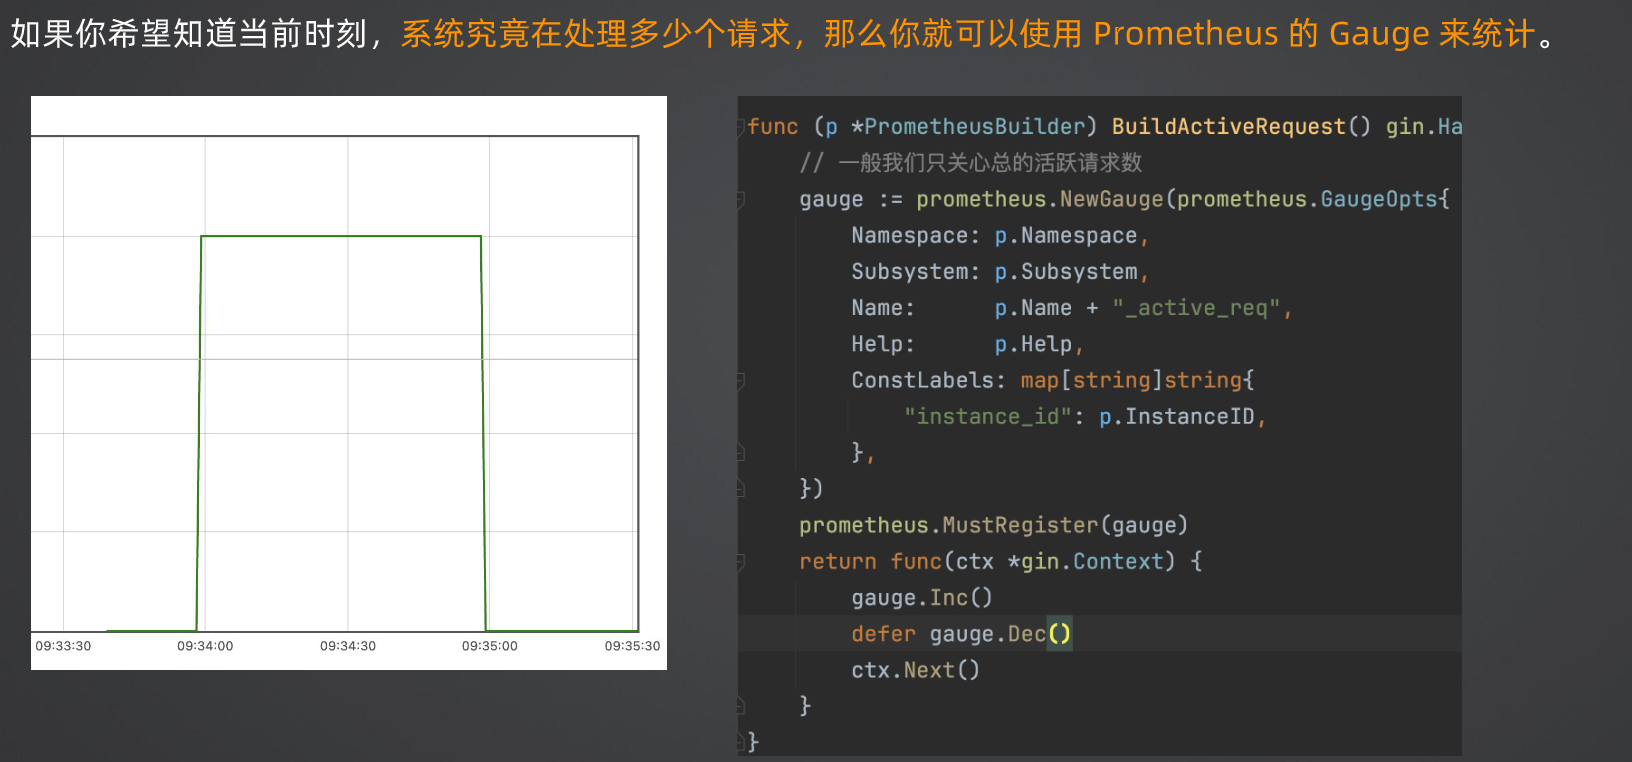 如果你希望知道当前时刻，系统究竟在处理多少个请求，那么你就可以使用 Prometheus 的 Gauge 来统计。
09:33:30 09:34:00 09:34:30 09:35:00 09:35:30
func (p *PrometheusBuilder) BuildActiveRequest() gin.Ha
// 一般我们只关心总的活跃请求数
gauge := prometheus.NewGauge(prometheus.GaugeOpts{
Namespace: p.Namespace,
Subsystem: p.Subsystem,
Name: p.Name + "_active_req",
Help: p.Help,
ConstLabels: map[string]string{
"instance_id": p.InstanceID,
},
})
prometheus.MustRegister(gauge)
return func(ctx *gin.Context) {
gauge.Inc()
defer gauge.Dec()
ctx.Next()
}
}